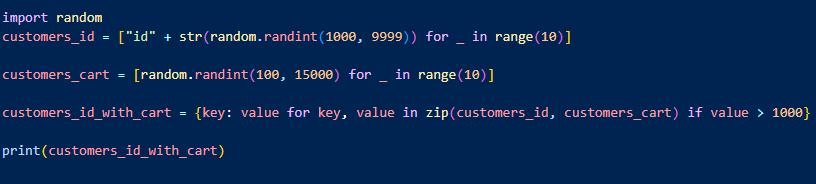 import random
customers_id = ["id" + str(random.randint(1000, 9999)) for _ in range(10)]
customers_cart = [random.randint(100, 15000) for _ in range(10)]
customers_id_with_cart = {key: value for key, value in zip(customers_id, customers_cart) if value > 1000}
print(customers_id_with_cart)